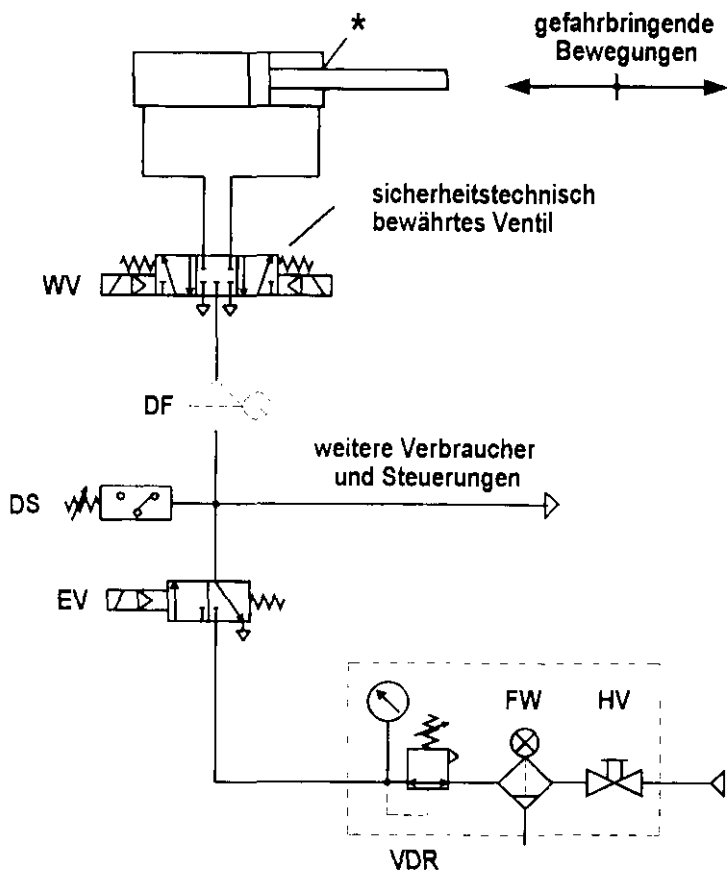 *
gefahrbringende
Bewegungen
sicherheitstechnisch
bewährtes Ventil
WV
DF
weitere Verbraucher
und Steuerungen
DS
EV
FW
HV
VDR